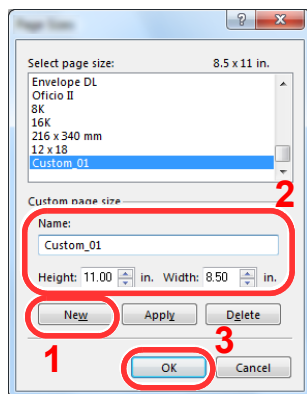 Page Sizes
Select page size: 8.5 x 11 in.
Envelope DL
Oficio II
8K
16K
216 x 340 mm
12 x 18
Custom_01
Custom page size
2
Name:
Custom_01
Height: 11.00 in. Width: 8.50 in.
New Apply Delete
1 3
OK Cancel